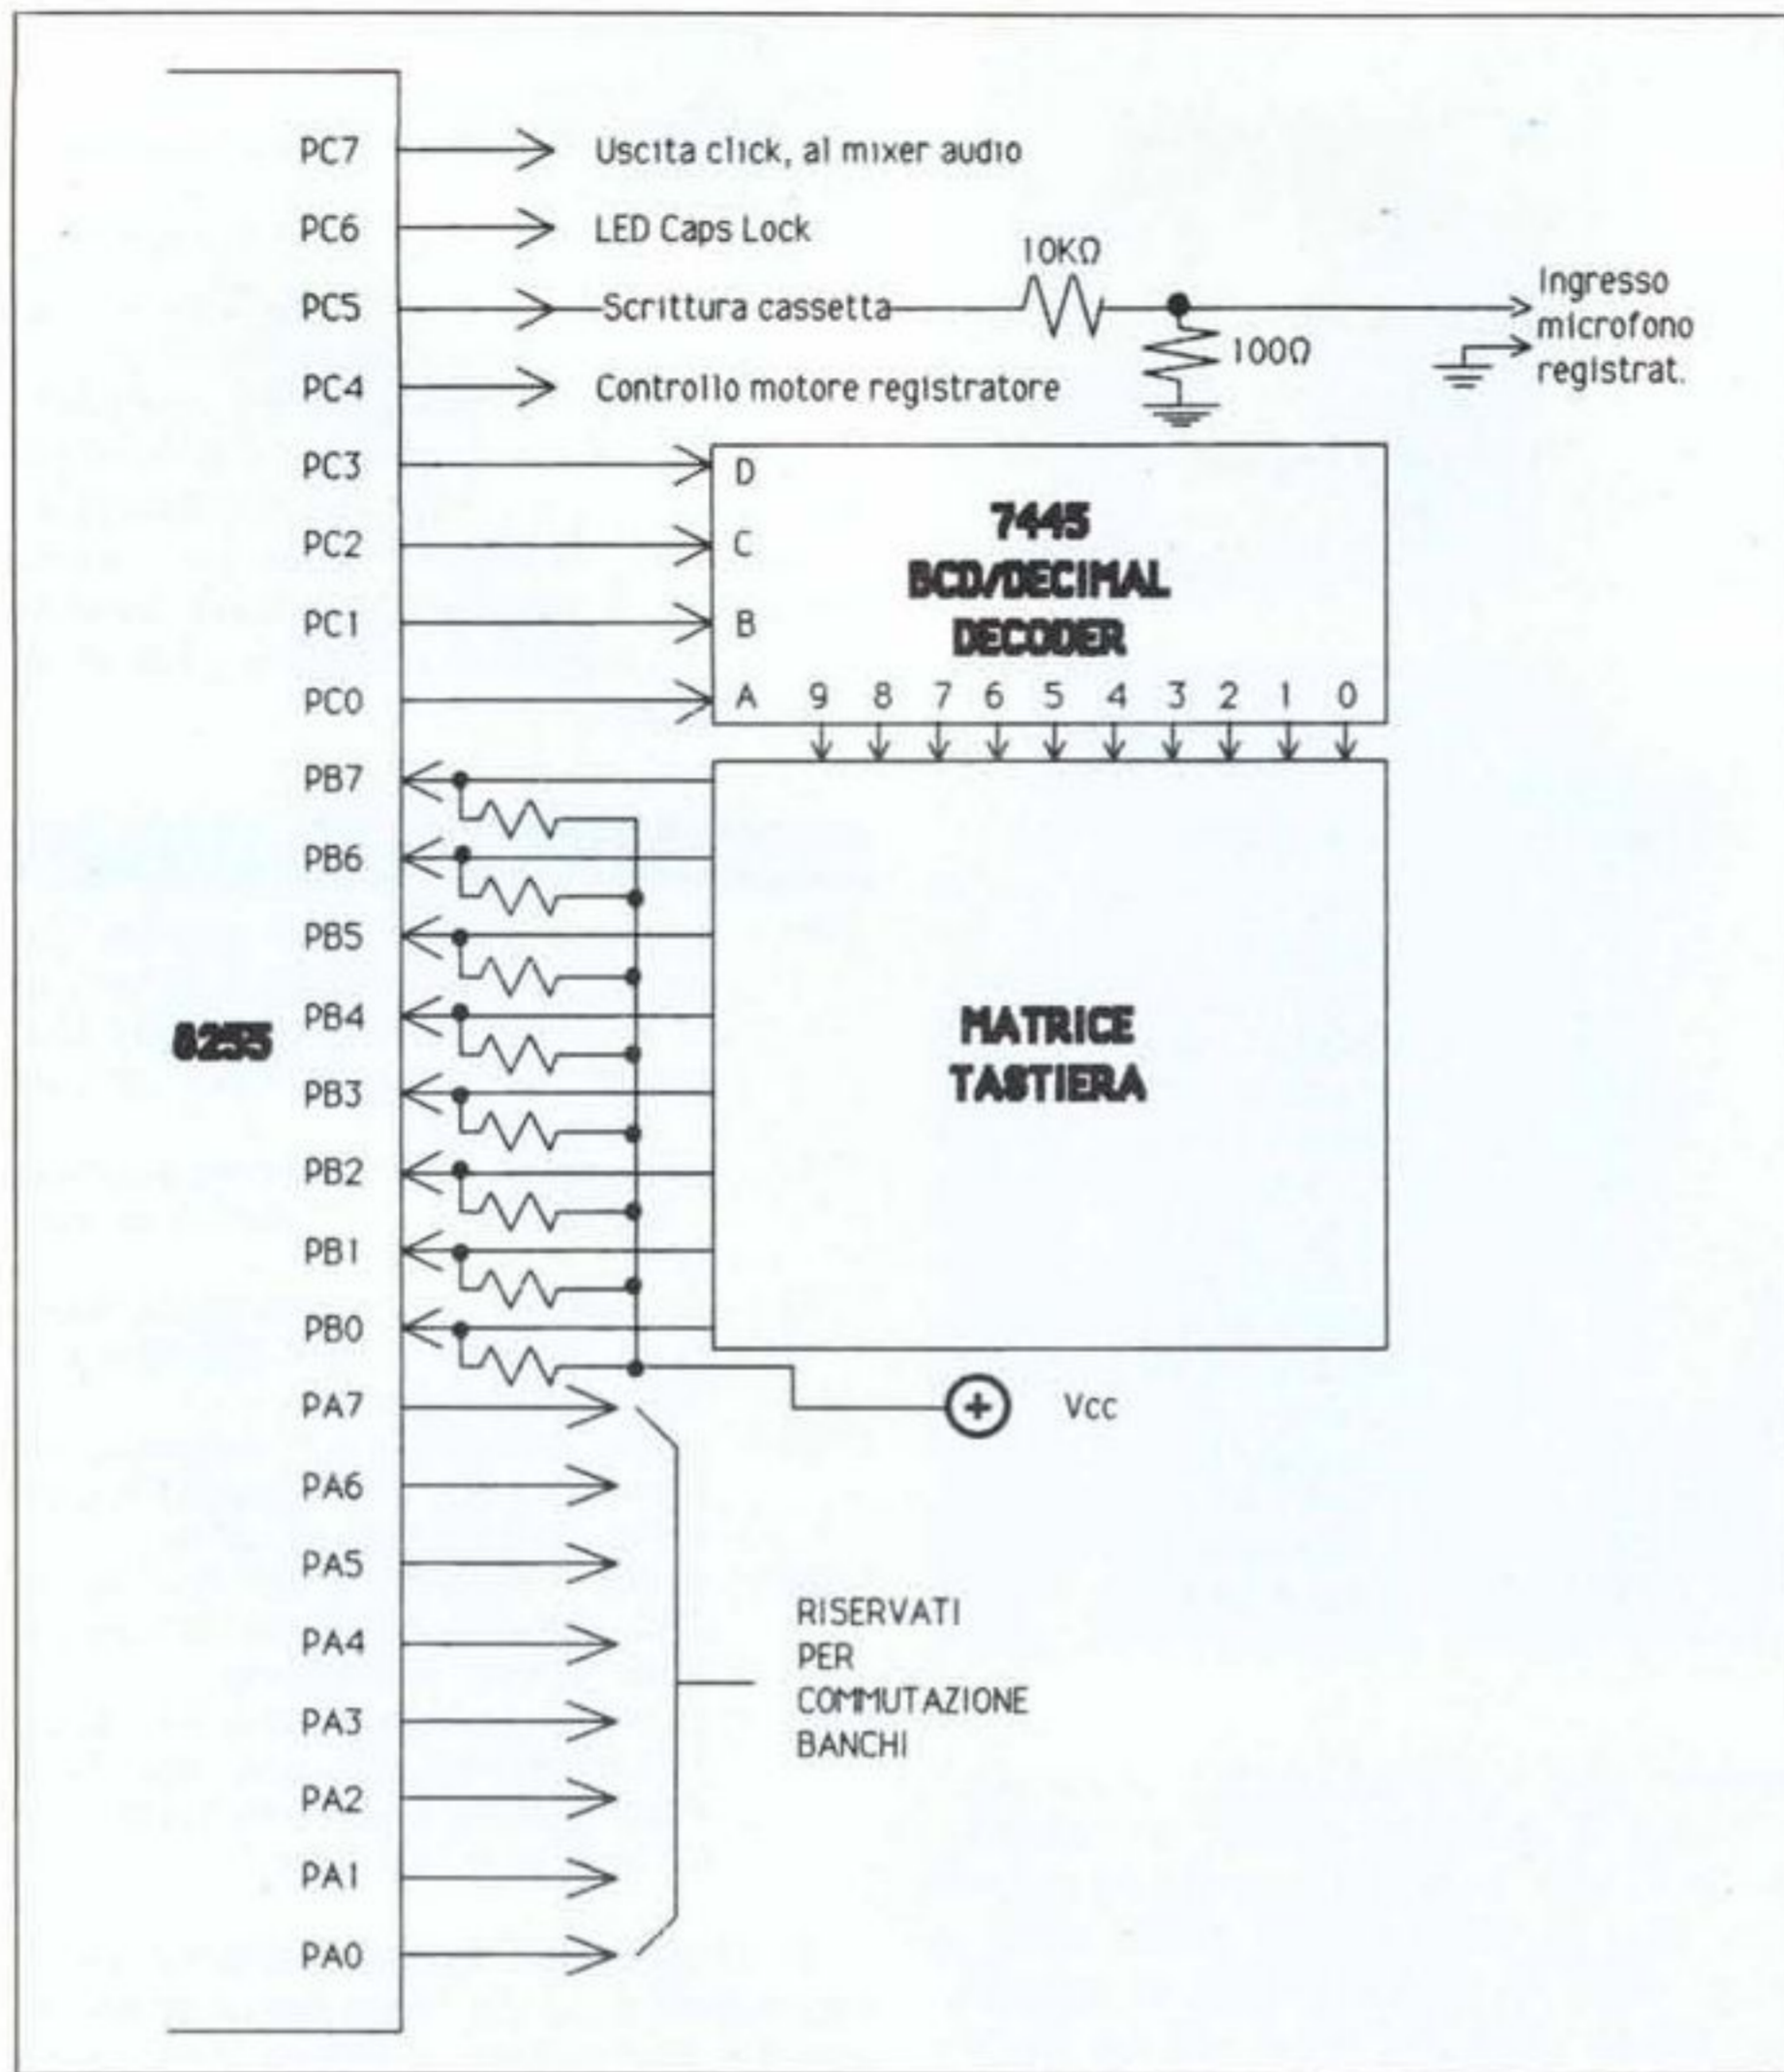 PC7 Uscita click, al mixer audio
PC6 LED Caps Lock
10KΩ
PC5 Scrittura cassetta
Ingresso
microfono
registrat.
100Ω
PC4 Controllo motore registratore
PC3 D
PC2 C
PC1 B
PC0 A 9 8 7 6 5 4 3 2 1 0
7445
BCD/DECIMAL
DECODER
PB7
PB6
PB5
PB4
8255
PB3
PB2
PB1
PB0
MATRICE
TASTIERA
+ Vcc
PA7
PA6
PA5
PA4
PA3
PA2
PA1
PA0
RISERVATI
PER
COMMUTAZIONE
BANCHI